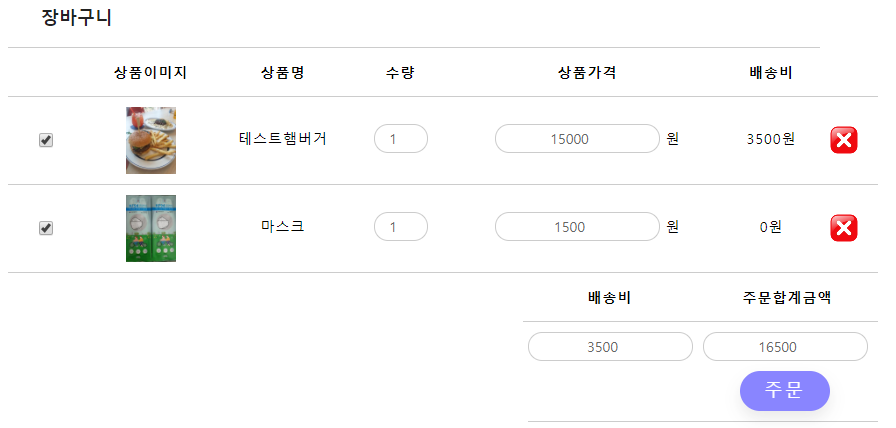 장바구니
상품이미지 상품명 수량 상품가격 배송비
테스트햄버거 1 15000 원 3500원
마스크 1 1500 원 0원
배송비 주문합계금액
3500 16500
주문